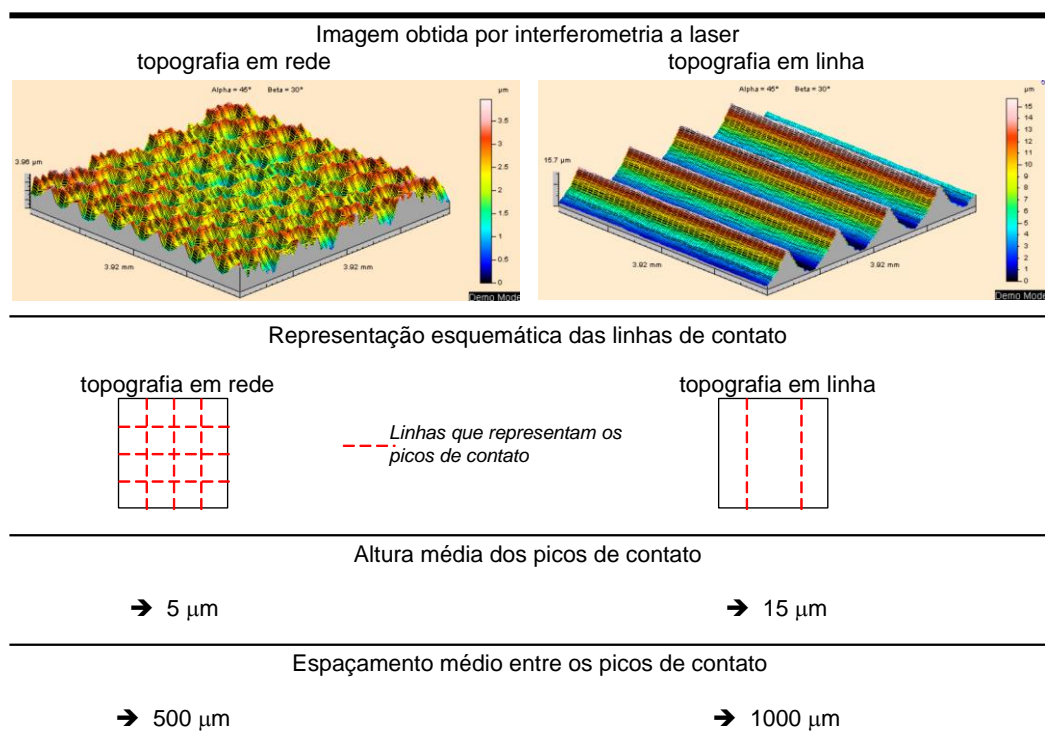 Imagem obtida por interferometria a laser
topografia em rede
topografia em linha
Alpha = 45° Beta = 30°
µm
3.96 µm
3.5
3
2.5
2
1.5
1
0.5
0
3.92 mm
3.92 mm
Demo Mode
Alpha = 45° Beta = 30°
µm
15.7 µm
15
14
13
12
11
10
9
8
7
6
5
4
3
2
1
0
3.92 mm
3.92 mm
Demo Mode
Representação esquemática das linhas de contato
topografia em rede
topografia em linha
Linhas que representam os
picos de contato
Altura média dos picos de contato
➔ 5 µm
➔ 15 µm
Espaçamento médio entre os picos de contato
➔ 500 µm
➔ 1000 µm